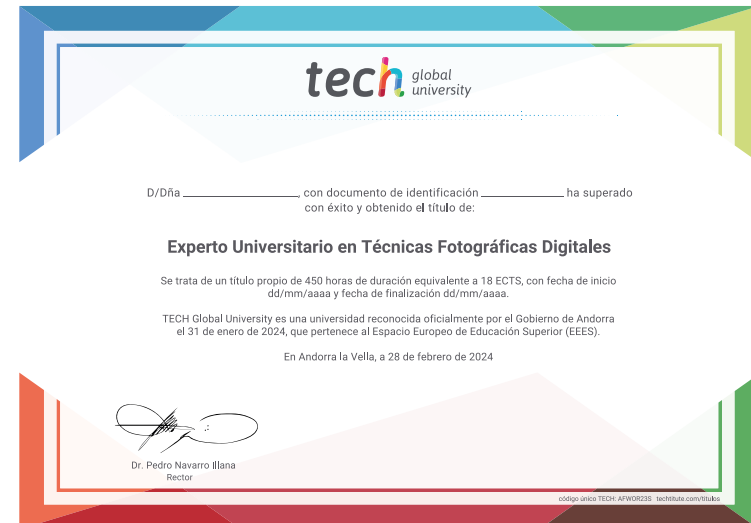 tech global
university
D/Dña ____________________, con documento de identificación ______________ ha superado
con éxito y obtenido el título de:
Experto Universitario en Técnicas Fotográficas Digitales
Se trata de un título propio de 450 horas de duración equivalente a 18 ECTS, con fecha de inicio
dd/mm/aaaa y fecha de finalización dd/mm/aaaa.
TECH Global University es una universidad reconocida oficialmente por el Gobierno de Andorra
el 31 de enero de 2024, que pertenece al Espacio Europeo de Educación Superior (EEES).
En Andorra la Vella, a 28 de febrero de 2024
Dr. Pedro Navarro Illana
Rector
código único TECH: AFWOR23S techtitute.com/titulos